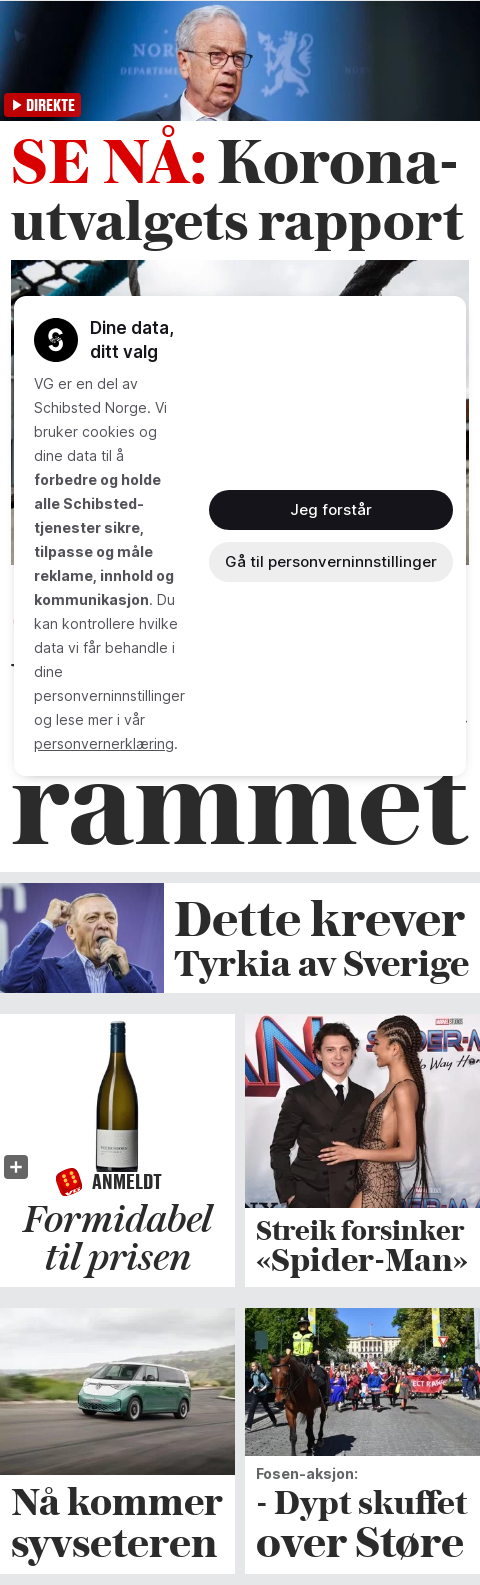 NOR
DEPARTEME
DIREKTE
SE NÅ: Korona-
utvalgets rapport
Dine data,
ditt valg
VG er en del av
Schibsted Norge. Vi
bruker cookies og
dine data til å
forbedre og holde
alle Schibsted-
tjenester sikre,
tilpasse og måle
reklame, innhold og
kommunikasjon. Du
kan kontrollere hvilke
data vi får behandle i
dine
personverninnstillinger
og lese mer i vår
personvernerklæring.
Jeg forstår
Gå til personverninnstillinger
rammet
Dette krever
Tyrkia av Sverige
ANMELDT
Formidabel
til prisen
Streik forsinker
«Spider-Man»
Nå kommer
syvseteren
Fosen-aksjon:
- Dypt skuffet
over Støre